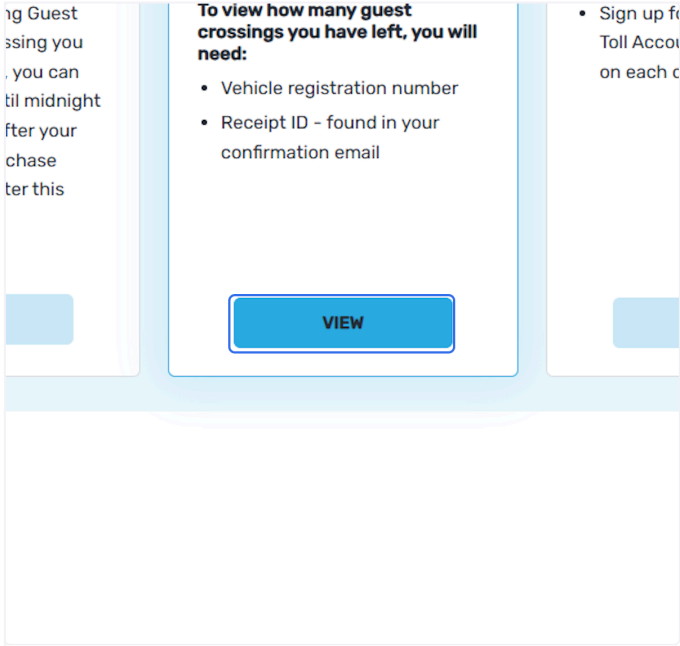 ng Guest
ssing you
, you can
til midnight
fter your
chase
ter this
To view how many guest
crossings you have left, you will
need:
• Vehicle registration number
• Receipt ID - found in your
confirmation email
VIEW
• Sign up f
Toll Accou
on each